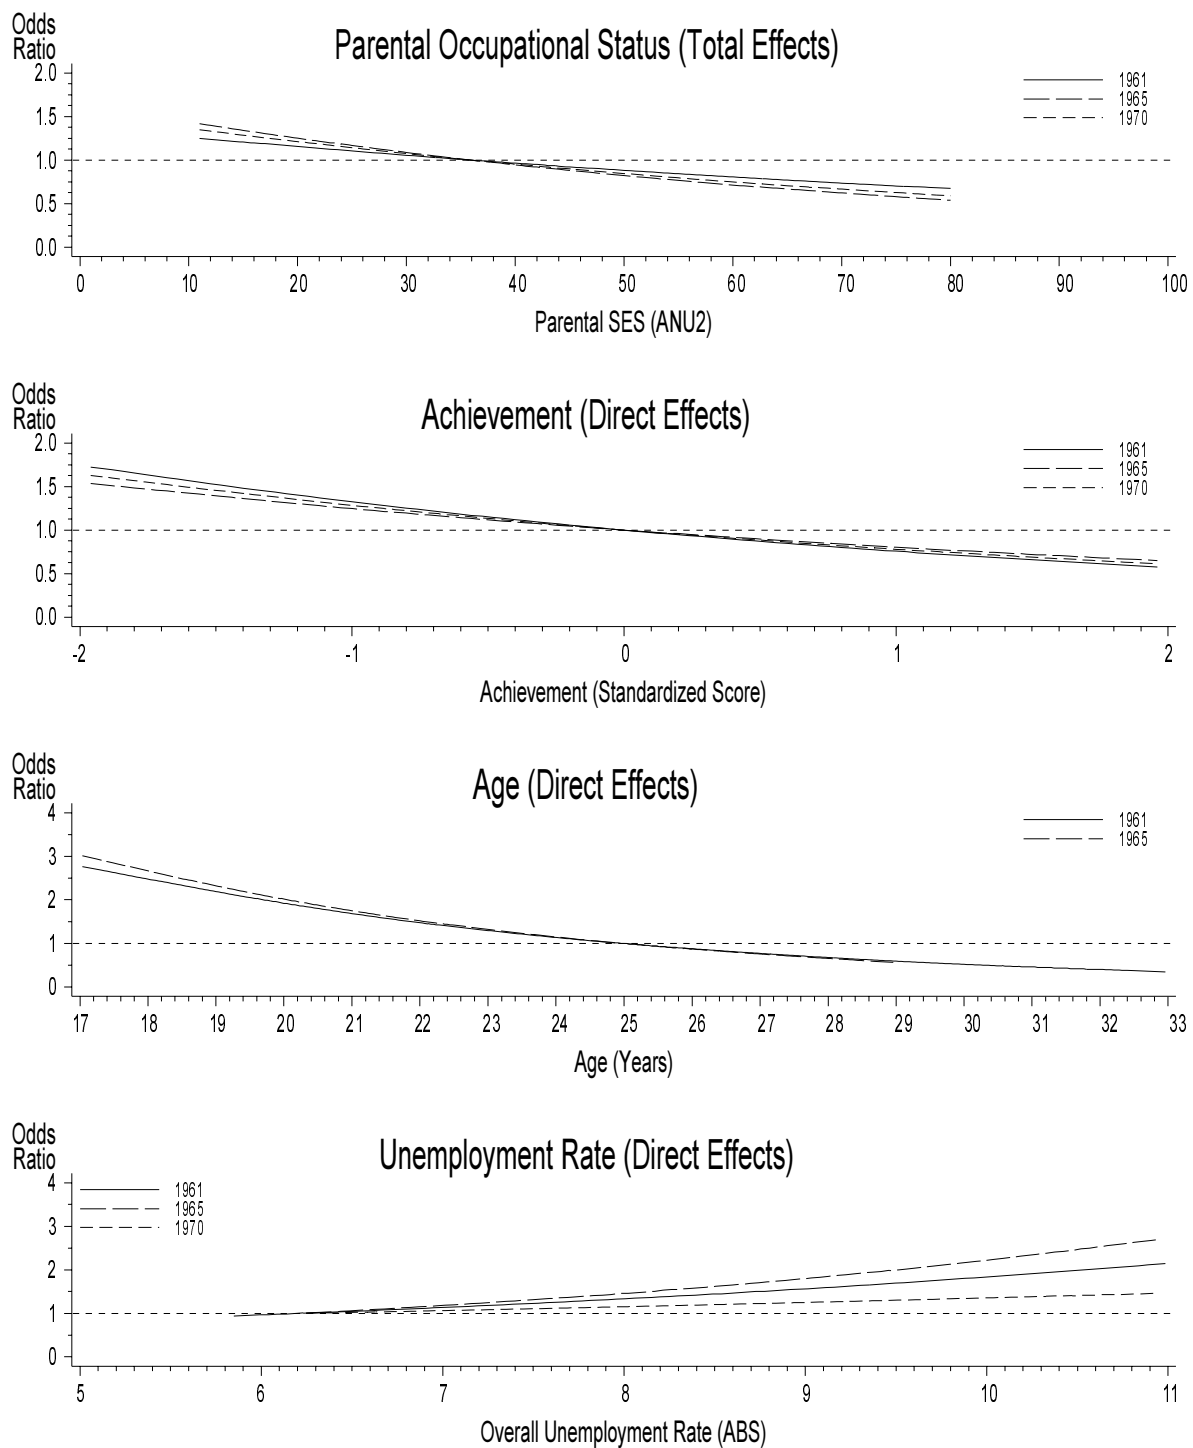 Odds
Ratio
Parental Occupational Status (Total Effects)
2.0
1.5
1.0
0.5
0.0
1961
1965
1970
0 10 20 30 40 50 60 70 80 90 100
Parental SES (ANU2)
Odds
Ratio
Achievement (Direct Effects)
2.0
1.5
1.0
0.5
0.0
1961
1965
1970
-2 -1 0 1 2
Achievement (Standardized Score)
Odds
Ratio
Age (Direct Effects)
4
3
2
1
0
1961
1965
17 18 19 20 21 22 23 24 25 26 27 28 29 30 31 32 33
Age (Years)
Odds
Ratio
Unemployment Rate (Direct Effects)
4
3
2
1
0
1961
1965
1970
5 6 7 8 9 10 11
Overall Unemployment Rate (ABS)